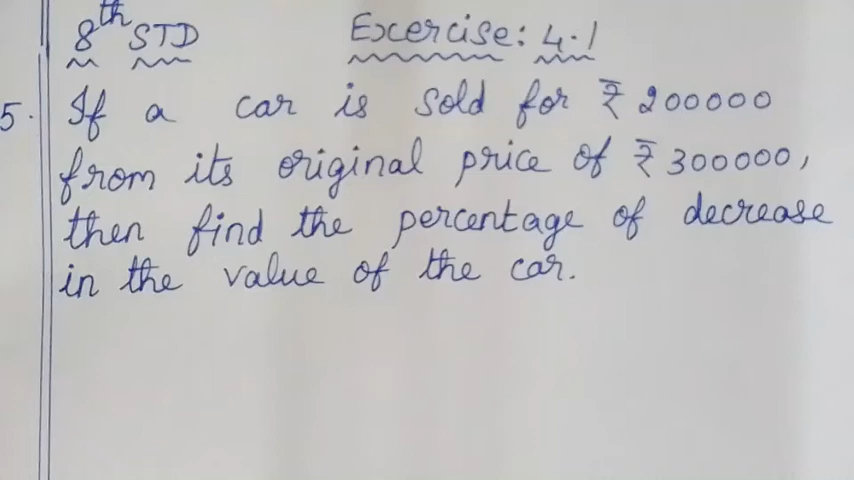 8th STD Excercise: 4.1
5. If a car is sold for ₹ 200000
from its original price of ₹ 300000,
then find the percentage of decrease
in the value of the car.